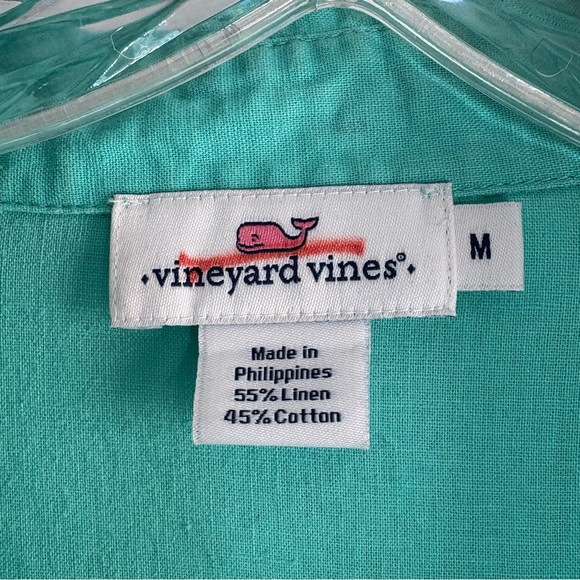 vineyard vines®
M
Made in
Philippines
55% Linen
45% Cotton